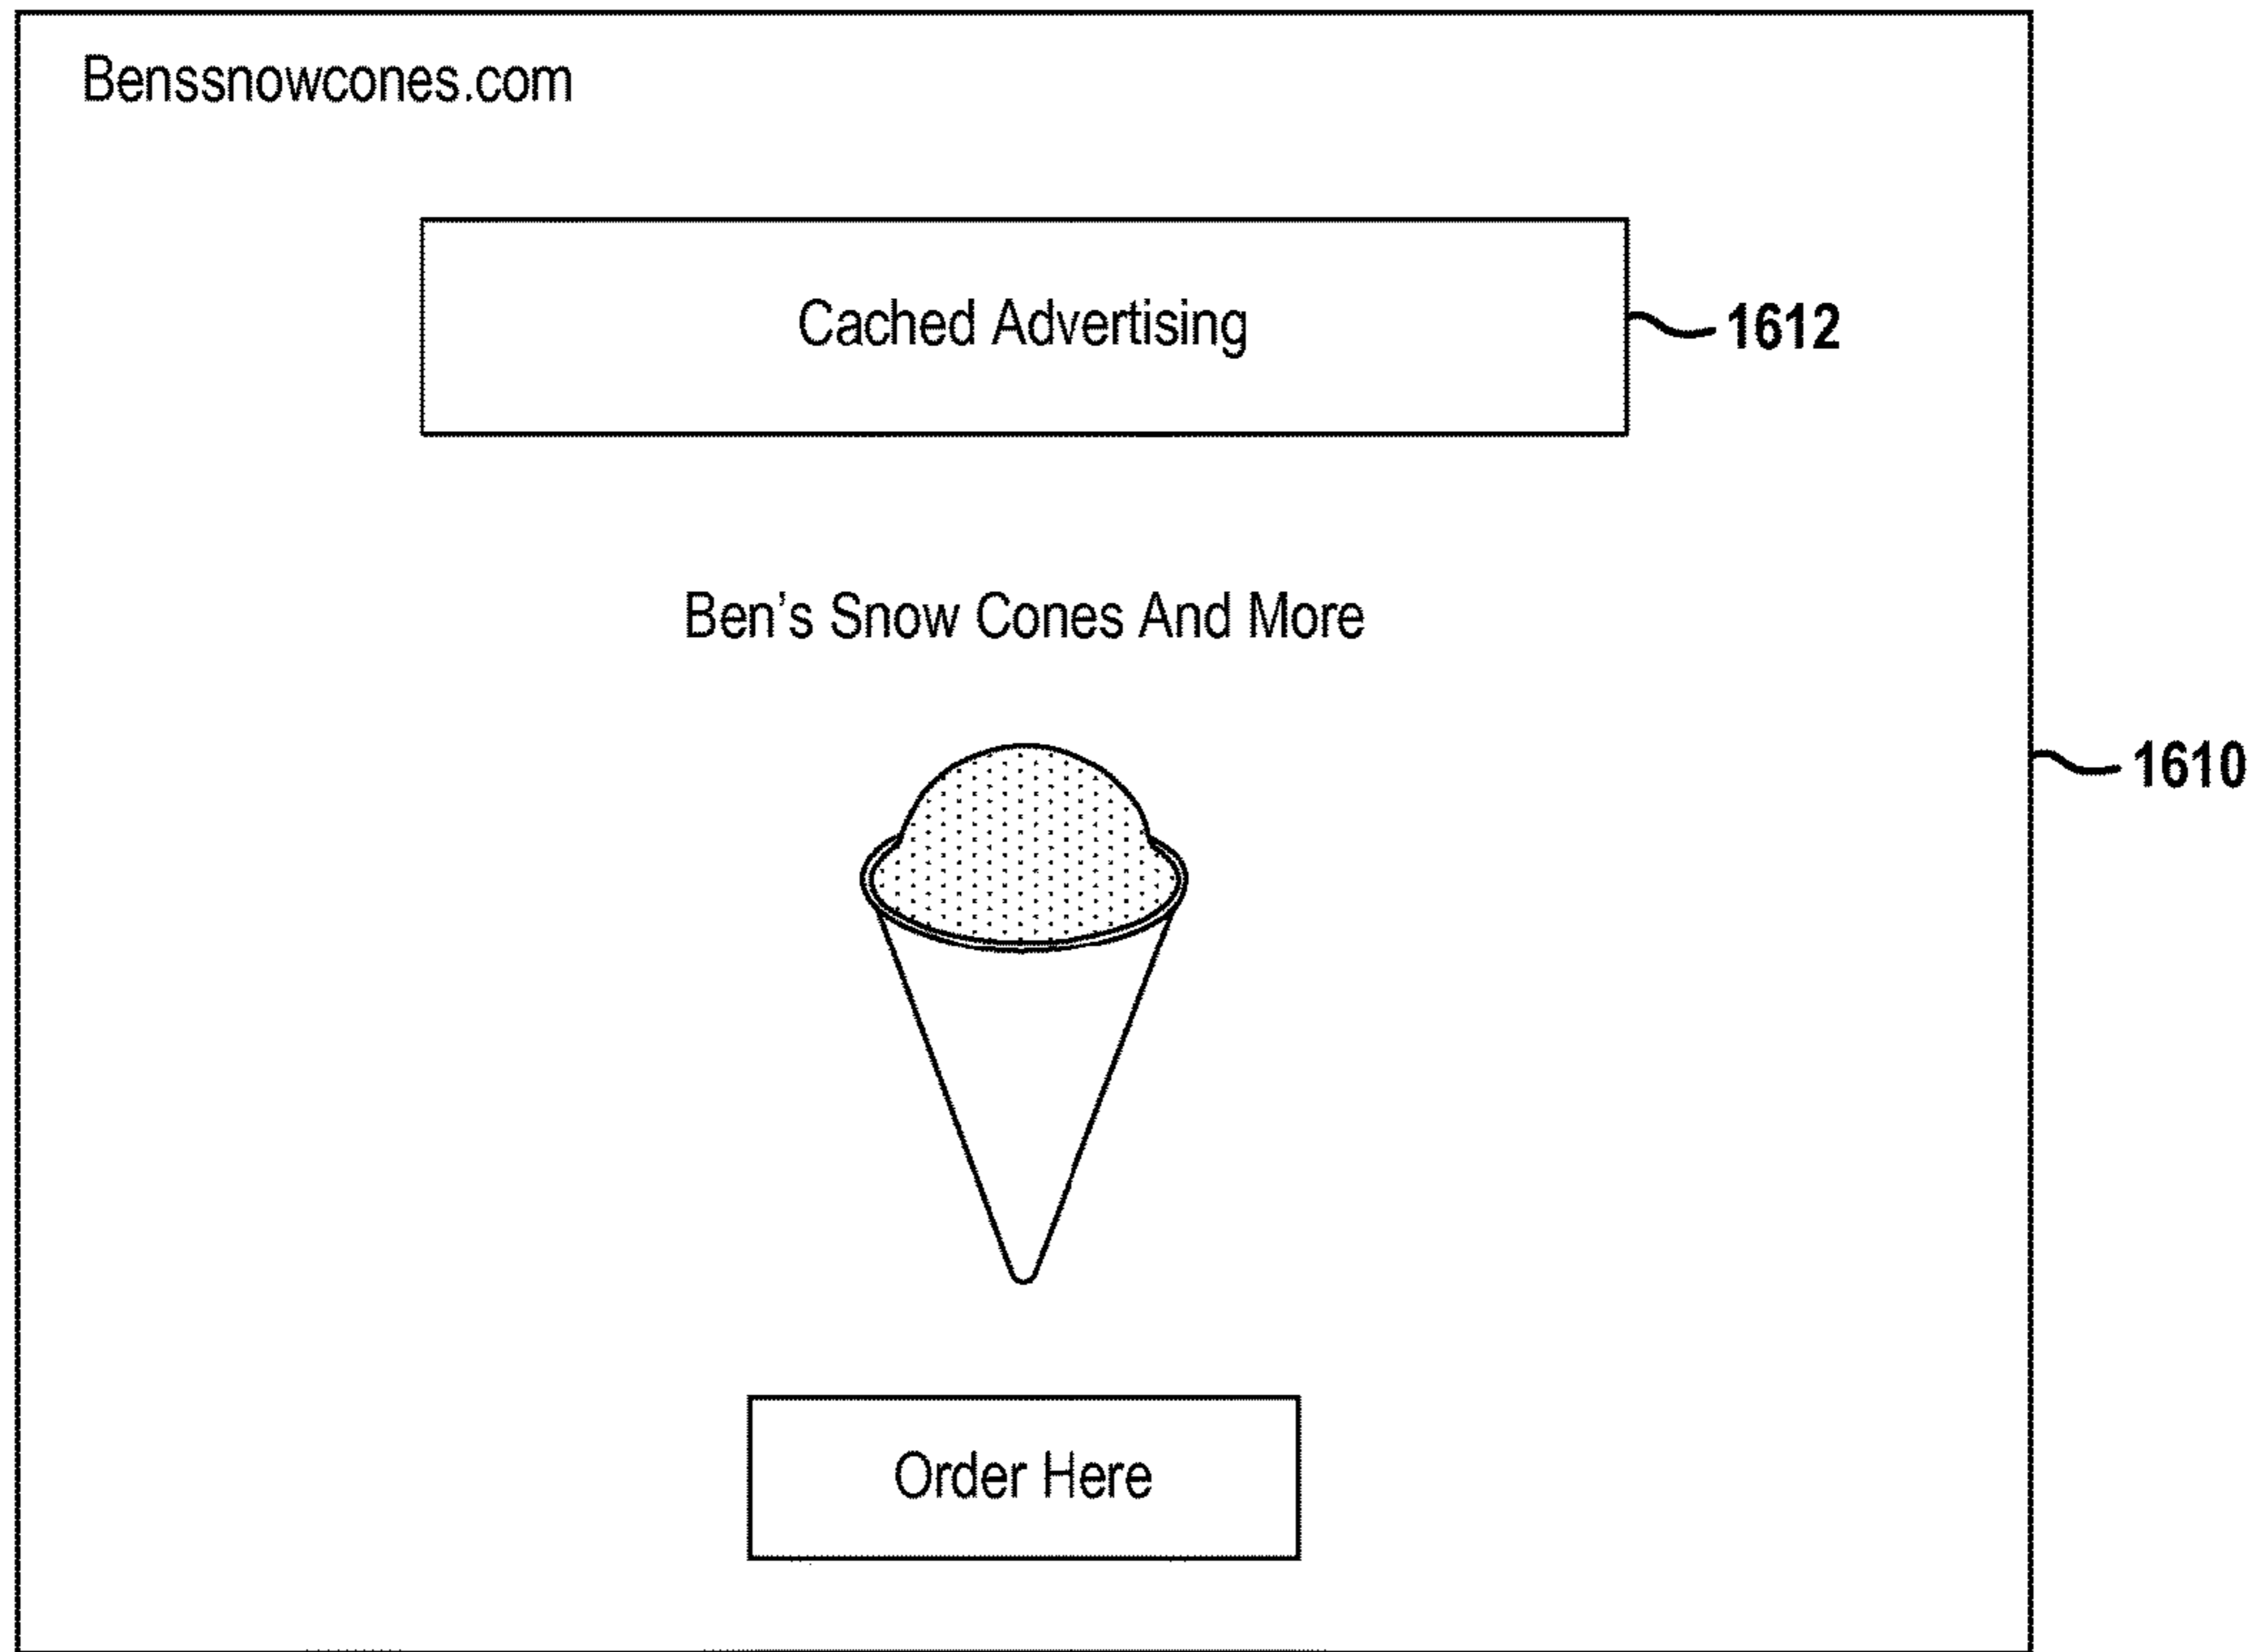 Benssnowcones.com
Cached Advertising
1612
Ben's Snow Cones And More
1610
Order Here